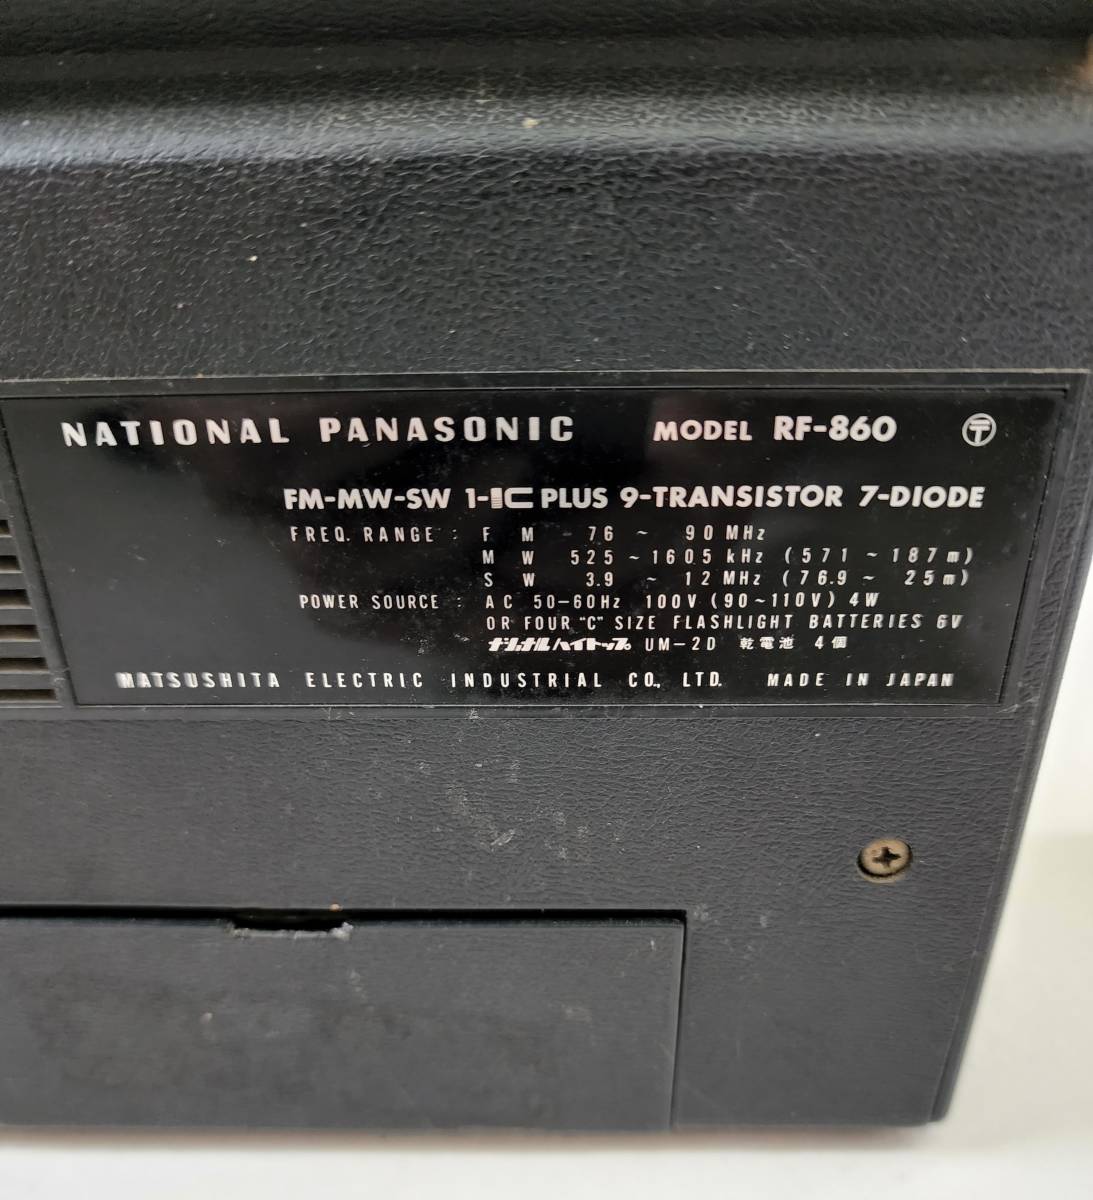 NATIONAL PANASONIC MODEL RF-860 〒
FM-MW-SW 1-IC PLUS 9-TRANSISTOR 7-DIODE
FREQ. RANGE : F M 76 ~ 90 MHz
M W 525 ~ 1605 kHz (571 ~ 187m)
S W 3.9 ~ 12 MHz (76.9 ~ 25m)
POWER SOURCE : AC 50-60Hz 100V (90~110V) 4W
OR FOUR "C" SIZE FLASHLIGHT BATTERIES 6V
ナショナルハイトップ UM-2D 乾電池 4個
MATSUSHITA ELECTRIC INDUSTRIAL CO., LTD. MADE IN JAPAN